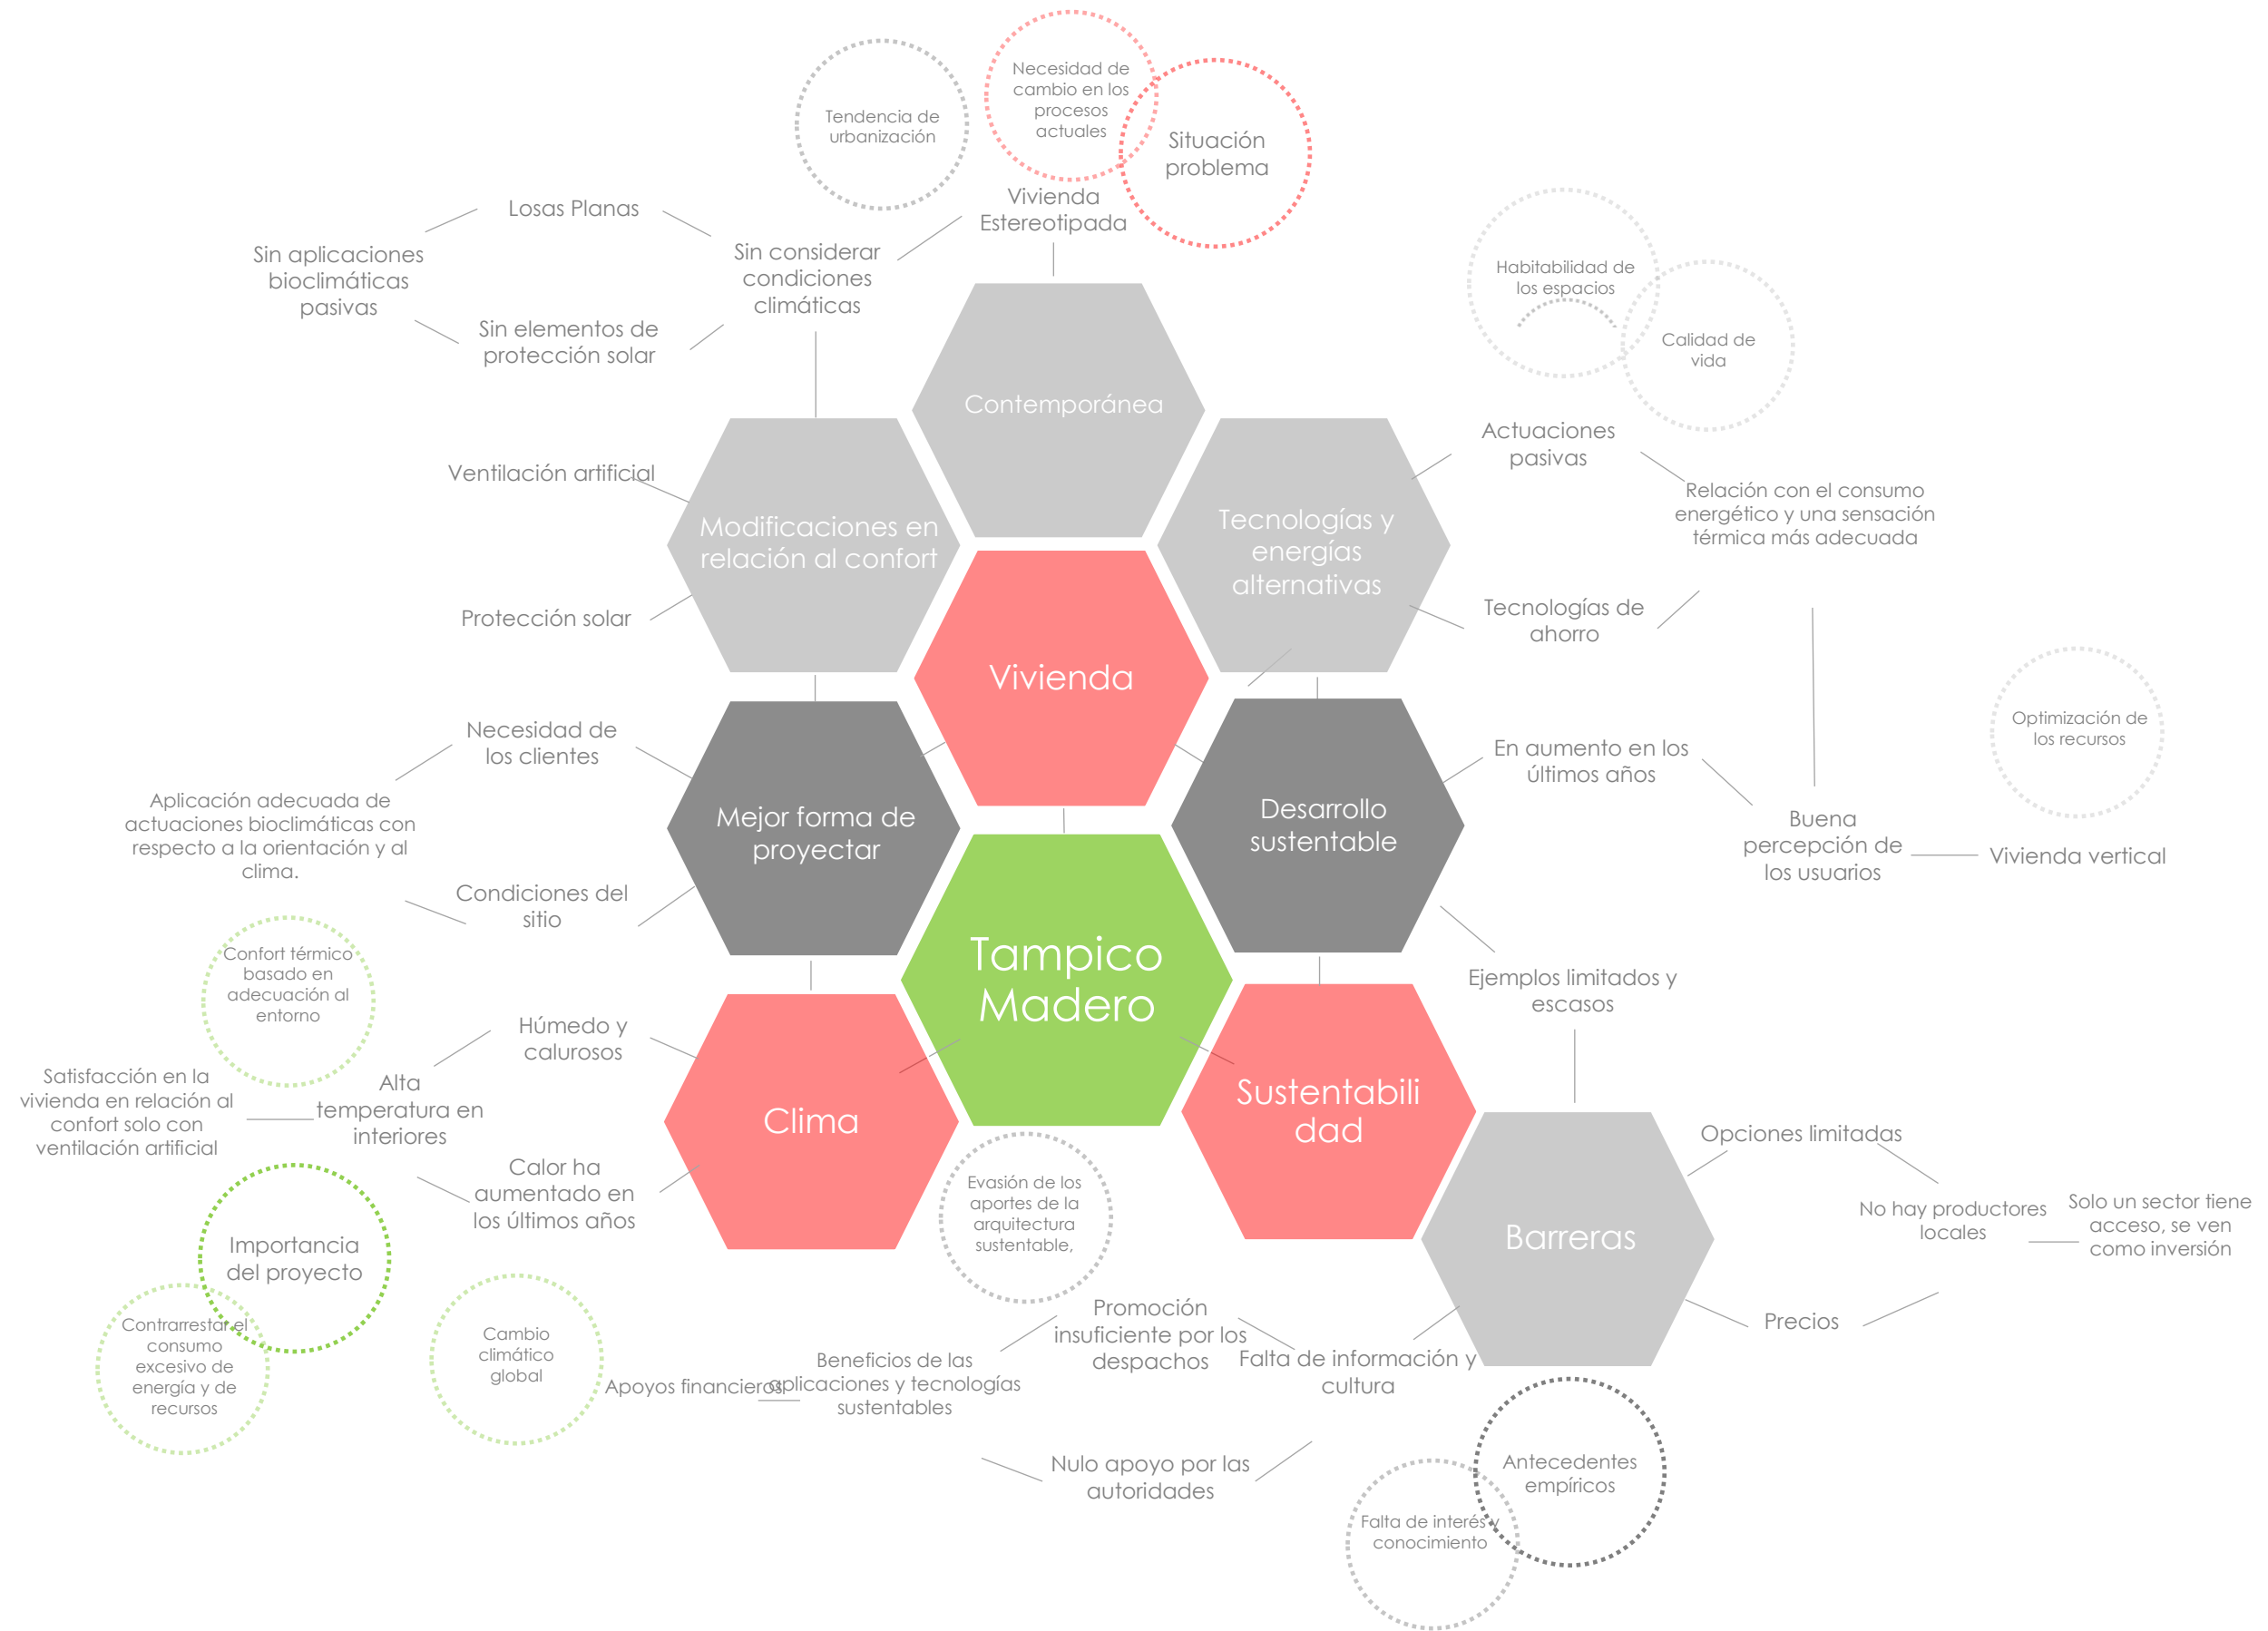 Necesidad de
cambio en los
procesos
actuales
Tendencia de
urbanización
Situación
problema
Vivienda
Estereotipada
Losas Planas
Sin considerar
condiciones
climáticas
Sin aplicaciones
bioclimáticas
pasivas
Sin elementos de
protección solar
Habitabilidad de
los espacios
Calidad de
vida
Contemporánea
Actuaciones
pasivas
Ventilación artificial
Relación con el consumo
energético y una sensación
térmica más adecuada
Modificaciones en
relación al confort
Tecnologías y
energías
alternativas
Protección solar
Tecnologías de
ahorro
Vivienda
Necesidad de
los clientes
En aumento en los
últimos años
Optimización de
los recursos
Aplicación adecuada de
actuaciones bioclimáticas con
respecto a la orientación y al
clima.
Mejor forma de
proyectar
Desarrollo
sustentable
Buena
percepción de
los usuarios
Vivienda vertical
Condiciones del
sitio
Tampico
Madero
Ejemplos limitados y
escasos
Confort térmico
basado en
adecuación al
entorno
Húmedo y
calurosos
Satisfacción en la
vivienda en relación al
confort solo con
ventilación artificial
Alta
temperatura en
interiores
Clima
Sustentabili
dad
Calor ha
aumentado en
los últimos años
Opciones limitadas
Evasión de los
aportes de la
arquitectura
sustentable,
No hay productores
locales
Solo un sector tiene
acceso, se ven
como inversión
Barreras
Importancia
del proyecto
Contrarrestar el
consumo
excesivo de
energía y de
recursos
Cambio
climático
global
Promoción
insuficiente por los
despachos
Precios
Apoyos financieros
Beneficios de las
aplicaciones y tecnologías
sustentables
Falta de información y
cultura
Nulo apoyo por las
autoridades
Antecedentes
empíricos
Falta de interés y
conocimiento